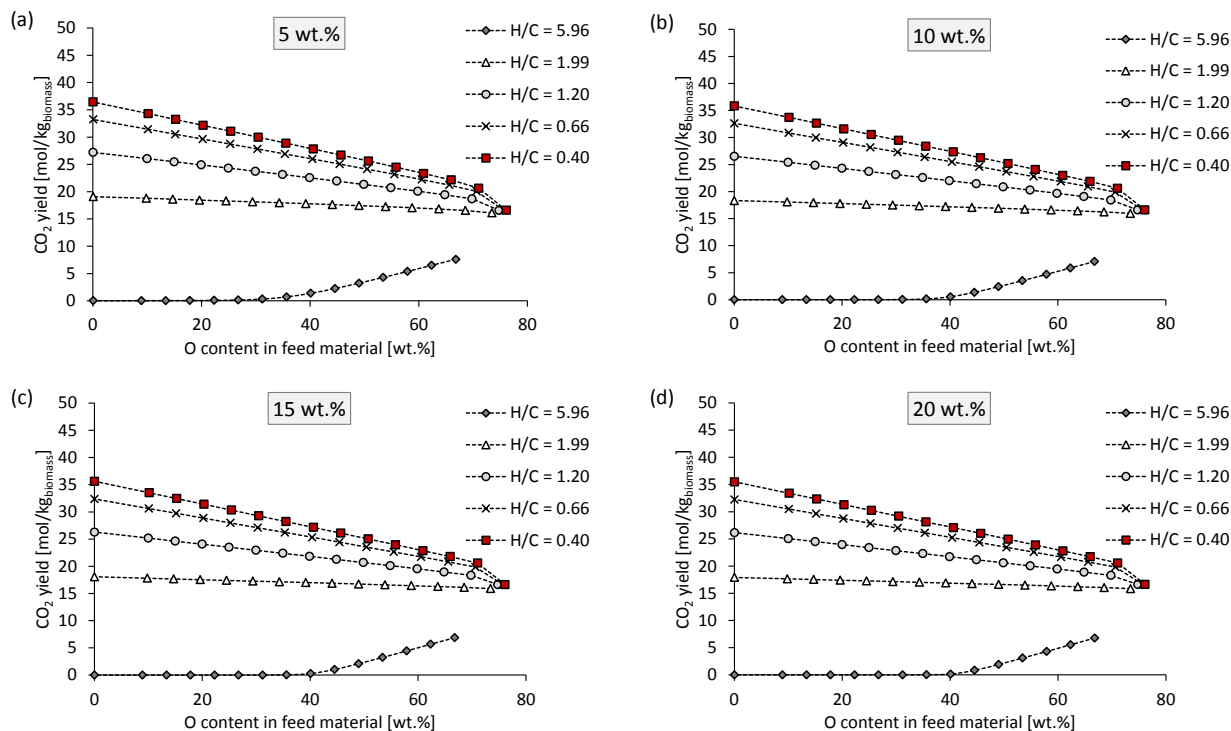 (a)
5 wt.%
CO2 yield [mol/kgbiomass]
50
45
40
35
30
25
20
15
10
5
0
0 20 40 60 80
O content in feed material [wt.%]
H/C = 5.96
H/C = 1.99
H/C = 1.20
H/C = 0.66
H/C = 0.40
(b)
10 wt.%
CO2 yield [mol/kgbiomass]
50
45
40
35
30
25
20
15
10
5
0
0 20 40 60 80
O content in feed material [wt.%]
H/C = 5.96
H/C = 1.99
H/C = 1.20
H/C = 0.66
H/C = 0.40
(c)
15 wt.%
CO2 yield [mol/kgbiomass]
50
45
40
35
30
25
20
15
10
5
0
0 20 40 60 80
O content in feed material [wt.%]
H/C = 5.96
H/C = 1.99
H/C = 1.20
H/C = 0.66
H/C = 0.40
(d)
20 wt.%
CO2 yield [mol/kgbiomass]
50
45
40
35
30
25
20
15
10
5
0
0 20 40 60 80
O content in feed material [wt.%]
H/C = 5.96
H/C = 1.99
H/C = 1.20
H/C = 0.66
H/C = 0.40